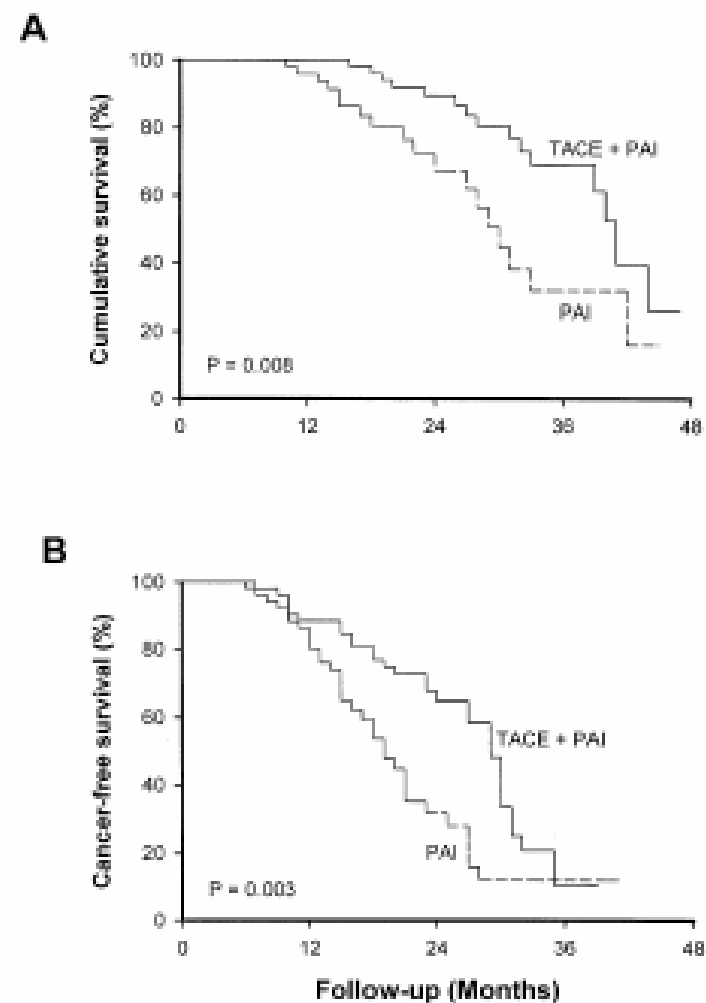 A
Cumulative survival (%)
100
80
60
40
20
0
TACE + PAI
PAI
P = 0.008
0 12 24 36 48
B
Cancer-free survival (%)
100
80
60
40
20
0
TACE + PAI
PAI
P = 0.003
0 12 24 36 48
Follow-up (Months)